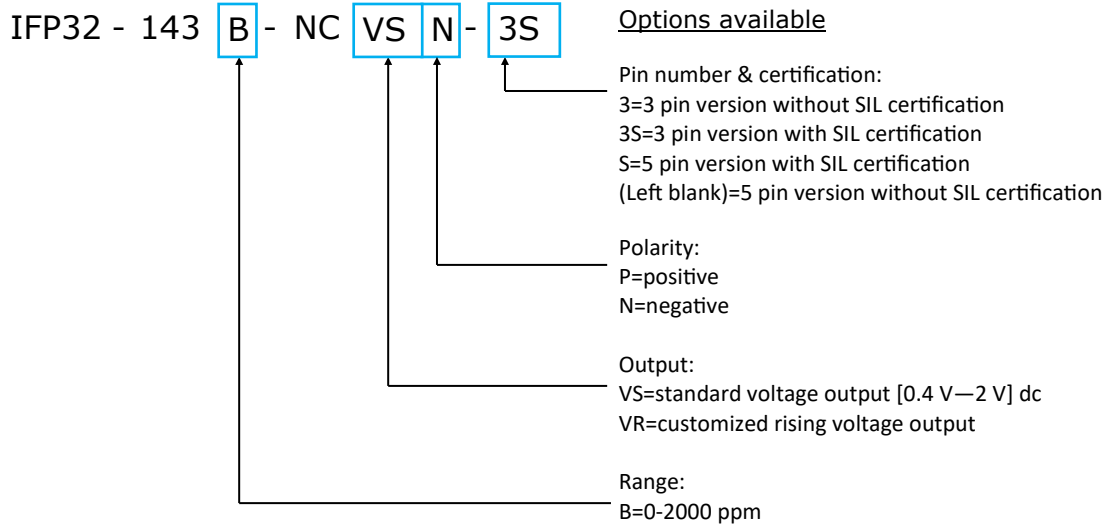 IFP32 - 143 B - NC VS N - 3S
Options available
Pin number & certification:
3=3 pin version without SIL certification
3S=3 pin version with SIL certification
S=5 pin version with SIL certification
(Left blank)=5 pin version without SIL certification
Polarity:
P=positive
N=negative
Output:
VS=standard voltage output [0.4 V—2 V] dc
VR=customized rising voltage output
Range:
B=0-2000 ppm